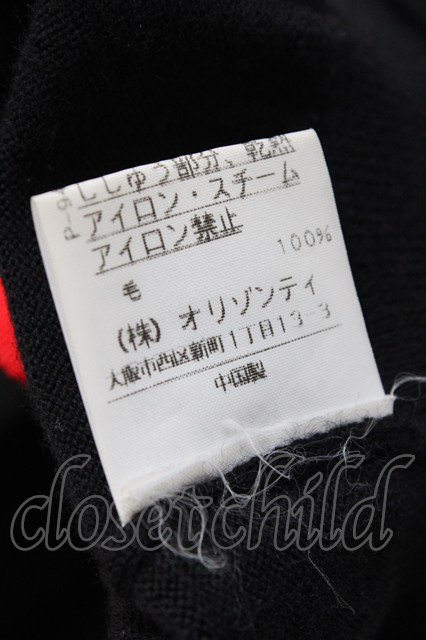 ししゅう部分、乾熱
アイロン・スチーム
アイロン禁止
毛 100%
(株) オリゾンティ
大阪市西区新町1丁目13-3
中国製
closetchild